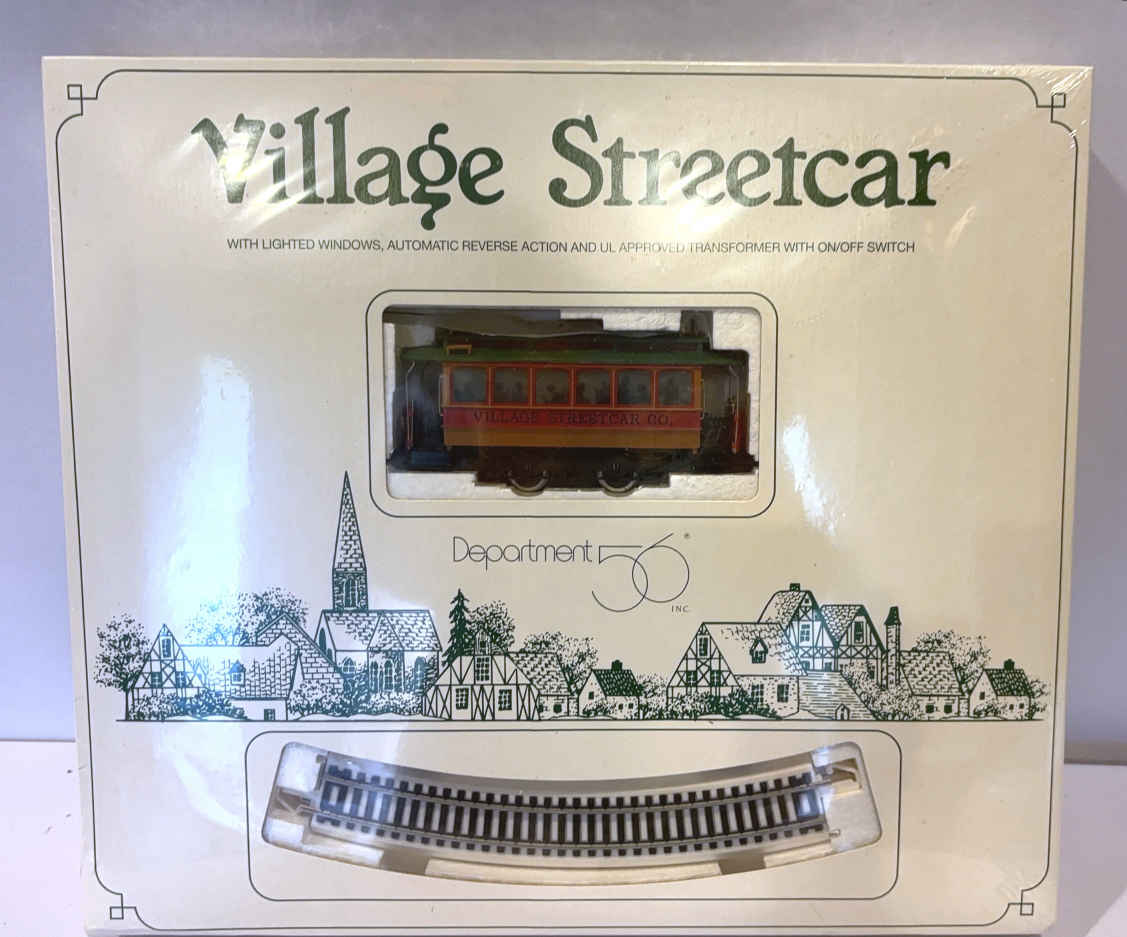 Village Streetcar
WITH LIGHTED WINDOWS, AUTOMATIC REVERSE ACTION AND UL APPROVED TRANSFORMER WITH ON/OFF SWITCH
VILLAGE STREETCAR CO.
Department 56®
INC.